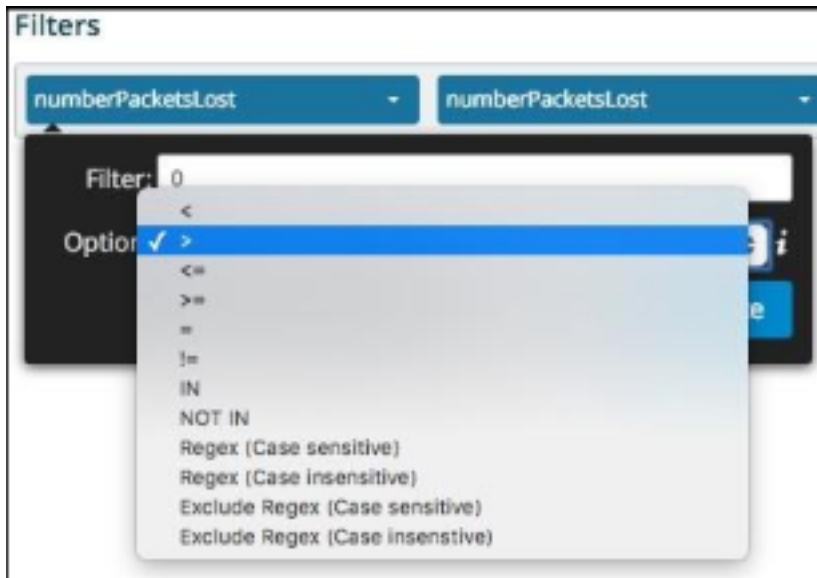 Filters
numberPacketsLost numberPacketsLost
Filter: 0
<
Option ✓ > i
<=
>=
e
=
!=
IN
NOT IN
Regex (Case sensitive)
Regex (Case insensitive)
Exclude Regex (Case sensitive)
Exclude Regex (Case insenstive)